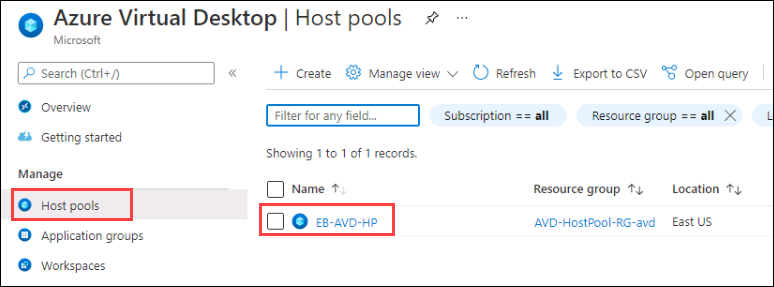 Azure Virtual Desktop | Host pools ...
Microsoft
Search (Ctrl+/) «
Overview
Getting started
Manage
Host pools
Application groups
Workspaces
Create Manage view Refresh Export to CSV Open query
Filter for any field... Subscription == all Resource group == all
Showing 1 to 1 of 1 records.
Name ↑↓ Resource group ↑↓ Location ↑↓
EB-AVD-HP AVD-HostPool-RG-avd East US